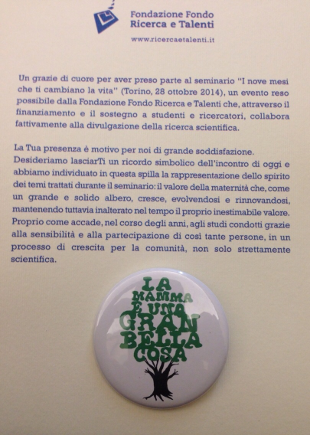 Fondazione Fondo
Ricerca e Talenti
www.ricercaetalenti.it
Un grazie di cuore per aver preso parte al seminario “I nove mesi
che ti cambiano la vita” (Torino, 28 ottobre 2014), un evento reso
possibile dalla Fondazione Fondo Ricerca e Talenti che, attraverso il
finanziamento e il sostegno a studenti e ricercatori, collabora
fattivamente alla divulgazione della ricerca scientifica.
La Tua presenza è motivo per noi di grande soddisfazione.
Desideriamo lasciarTi un ricordo simbolico dell’incontro di oggi e
abbiamo individuato in questa spilla la rappresentazione dello spirito
dei temi trattati durante il seminario: il valore della maternità che, come
un grande e solido albero, cresce, evolvendosi e rinnovandosi,
mantenendo tuttavia inalterato nel tempo il proprio inestimabile valore.
Proprio come accade, nel corso degli anni, agli studi condotti grazie
alla sensibilità e alla partecipazione di così tante persone, in un
processo di crescita per la comunità, non solo strettamente
scientifica.
LA
MAMMA
È UNA
GRAN
BELLA
COSA